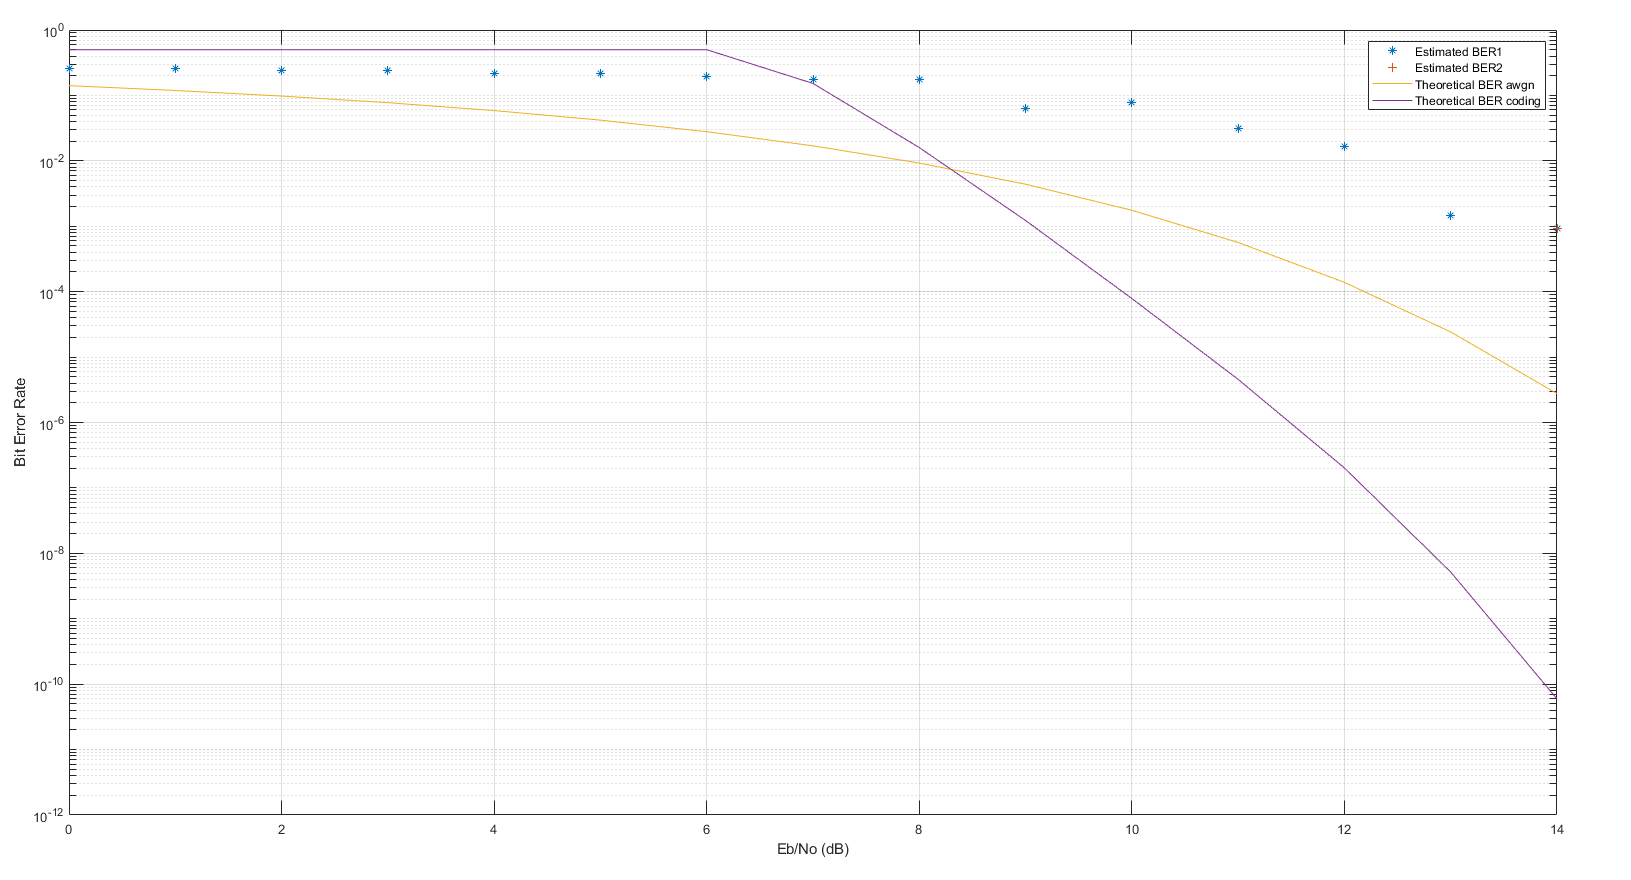 10^0
Estimated BER1
Estimated BER2
Theoretical BER awgn
Theoretical BER coding
10^-2
10^-4
10^-6
10^-8
10^-10
10^-12
Bit Error Rate
0 2 4 6 8 10 12 14
Eb/No (dB)